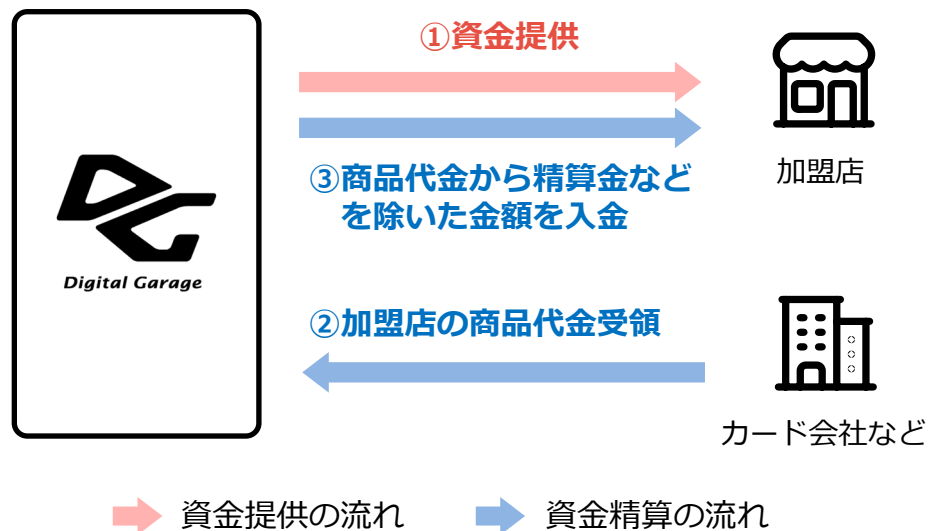 ①資金提供
加盟店
③商品代金から精算金など
を除いた金額を入金
DG
Digital Garage
②加盟店の商品代金受領
カード会社など
資金提供の流れ
資金精算の流れ